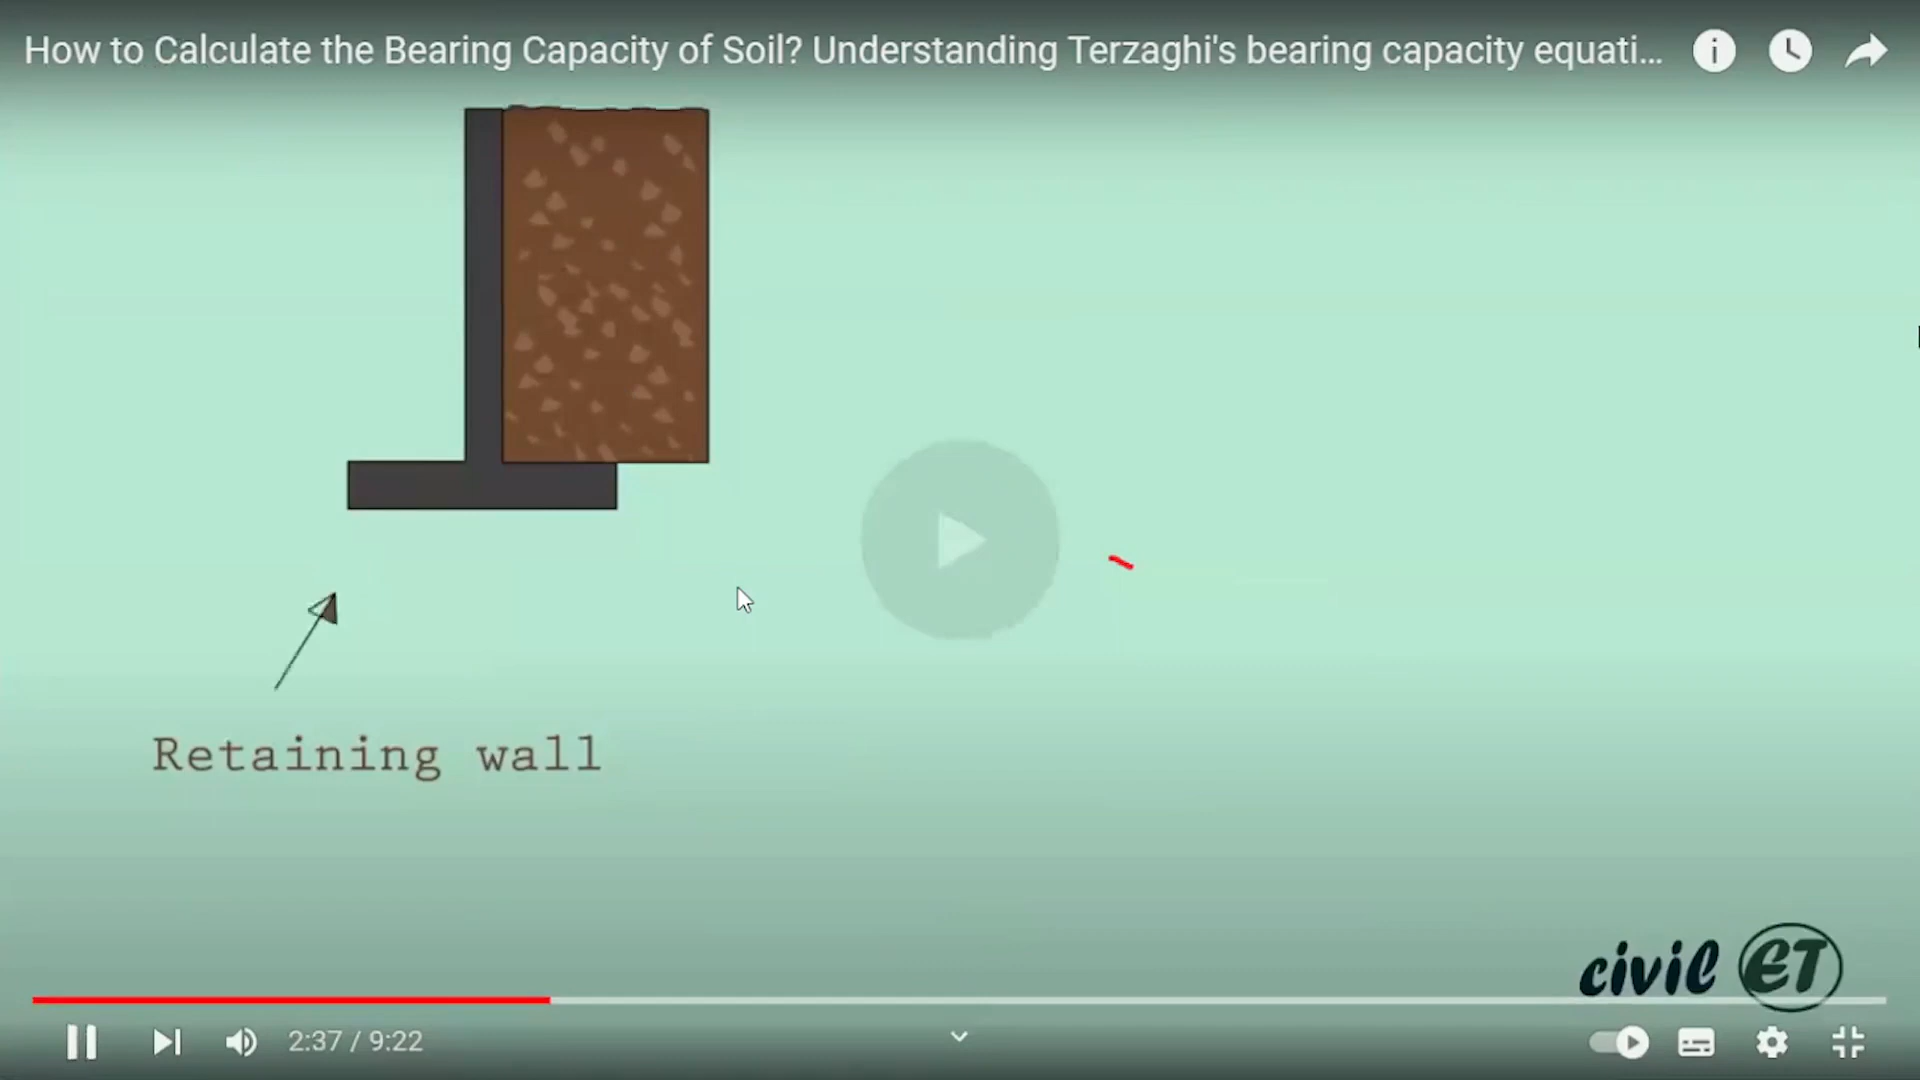 How to Calculate the Bearing Capacity of Soil? Understanding Terzaghi's bearing capacity equati...
Retaining wall
civil ET
2:37 / 9:22